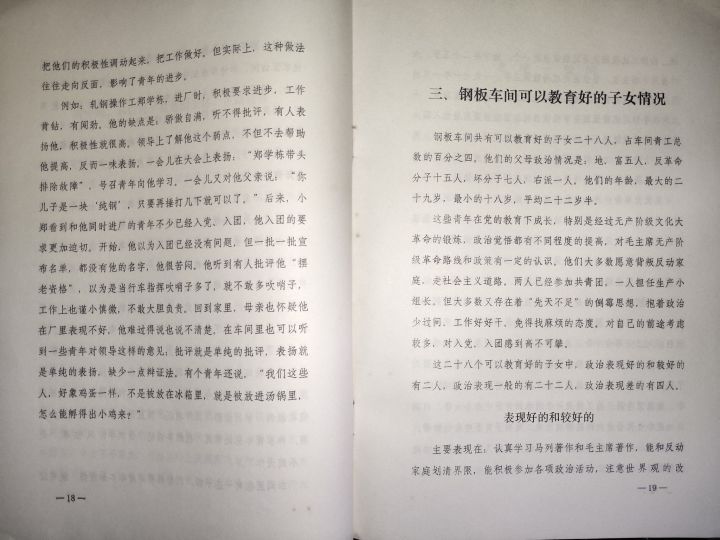 把他们的积极性调动起来，把工作做好。但实际上，这种做法
往往走向反面，影响了青年的进步。
例如：轧钢操作工郑学栋，进厂时，积极要求进步，工作
肯钻，有闯劲。他的缺点是：骄傲自满，听不得批评，有人表
扬他，积极性就很高。领导上了解他这个弱点，不但不去帮助
他提高，反而一味表扬。一会儿在大会上表扬：“郑学栋带头
排除故障”，号召青年向他学习。一会儿又对他父亲说：“你
儿子是一块‘纯钢’，只要再揍打几下就可以了。”后来，小
郑看到和他同时进厂的青年不少已经入党、入团，他入团的要
求更加迫切。开始，他以为入团已经没有问题，但一批一批宣
布名单，都没有他的名字，他很苦闷。他听到有人批评他“摆
老资格”，以为是当行车指挥吹哨子多了，就不敢多吹哨子，
工作上也谨小慎微，不敢大胆负责。回到家里，母亲也怀疑他
在厂里表现不好，他难过得说也说不清楚。在车间里也可以听
到一些青年对领导这样的意见：批评就是单纯的批评，表扬就
是单纯的表扬，缺少一点辩证法。有个青年还说，“我们这些
人，好象鸡蛋一样，不是被放在冰箱里，就是被放进汤锅里，
怎么能孵得出小鸡来？”
— 18 —
三、钢板车间可以教育好的子女情况
钢板车间共有可以教育好的子女二十八人，占车间青工总
数的百分之四。他们的父母政治情况是：地、富五人，反革命
分子十五人，坏分子七人，右派一人。他们的年龄，最大的二
十九岁，最小的十八岁，平均二十二岁半。
这些青年在党的教育下成长，特别是经过无产阶级文化大
革命的锻炼，政治觉悟都有不同程度的提高，对毛主席无产阶
级革命路线和政策有一定的认识。他们大多数愿意背叛反动家
庭，走社会主义道路，两人已经参加共青团，一人担任生产小
组长。但大多数又存在着“先天不足”的倒霉思想，抱着政治
少过问，工作好好干，免得找麻烦的态度。对自己的前途考虑
较多，对入党、入团感到高不可攀。
这二十八个可以教育好的子女中，政治表现好的和较好的
有二人，政治表现一般的有二十二人，政治表现差的有四人。
表现好的和较好的
主要表现在：认真学习马列著作和毛主席著作，能和反动
家庭划清界限，能积极参加各项政治活动，注意世界观的改
— 19 —